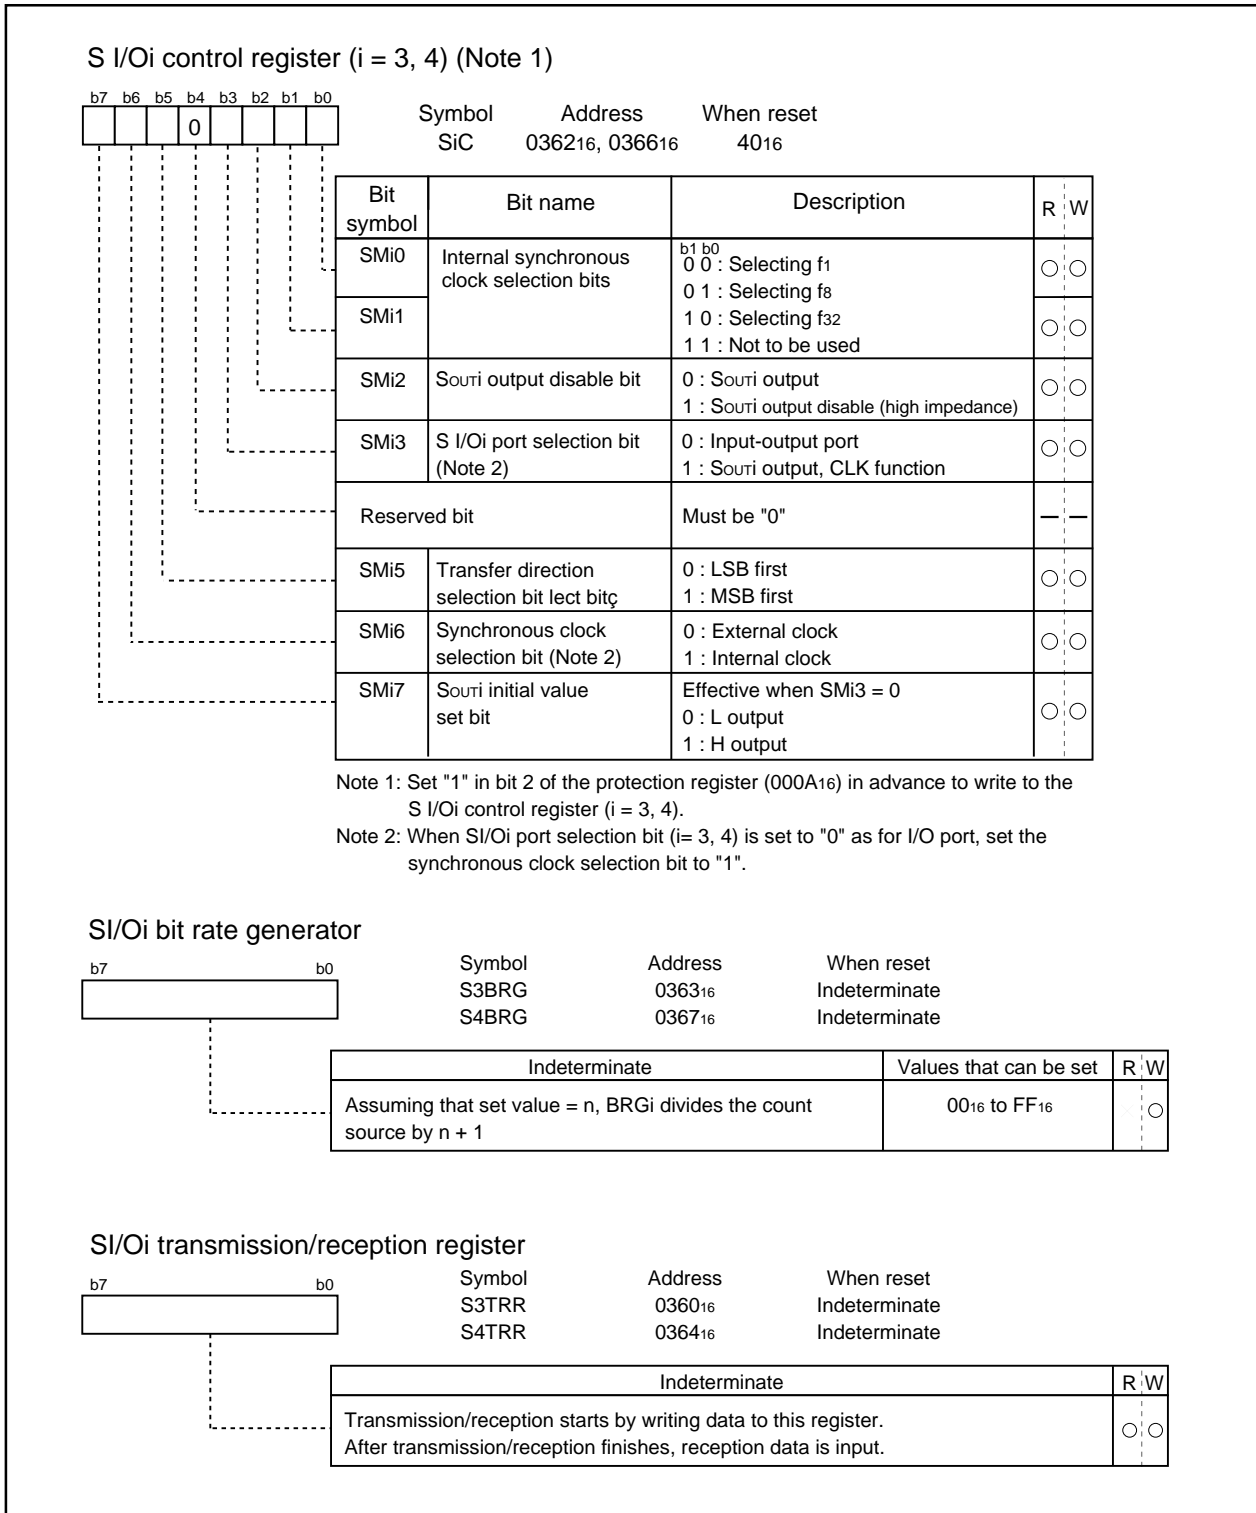 S I/Oi control register (i = 3, 4) (Note 1)
b7 b6 b5 b4 b3 b2 b1 b0
0
Symbol Address When reset
SiC 036216, 036616 4016
Bit symbol Bit name Description R W
SMi0 Internal synchronous clock selection bits
b1 b0
0 0 : Selecting f1
0 1 : Selecting f8
SMi1
1 0 : Selecting f32
1 1 : Not to be used
SMi2 SOUTi output disable bit 0 : SOUTi output
1 : SOUTi output disable (high impedance)
SMi3 S I/Oi port selection bit 0 : Input-output port
(Note 2) 1 : SOUTi output, CLK function
Reserved bit Must be "0" — —
SMi5 Transfer direction 0 : LSB first
selection bit lect bitç 1 : MSB first
SMi6 Synchronous clock 0 : External clock
selection bit (Note 2) 1 : Internal clock
SMi7 SOUTi initial value Effective when SMi3 = 0
set bit 0 : L output
1 : H output
Note 1: Set "1" in bit 2 of the protection register (000A16) in advance to write to the
S I/Oi control register (i = 3, 4).
Note 2: When SI/Oi port selection bit (i= 3, 4) is set to "0" as for I/O port, set the
synchronous clock selection bit to "1".
SI/Oi bit rate generator
b7 b0
Symbol Address When reset
S3BRG 036316 Indeterminate
S4BRG 036716 Indeterminate
Indeterminate Values that can be set R W
Assuming that set value = n, BRGi divides the count 0016 to FF16
source by n + 1
SI/Oi transmission/reception register
b7 b0
Symbol Address When reset
S3TRR 036016 Indeterminate
S4TRR 036416 Indeterminate
Indeterminate R W
Transmission/reception starts by writing data to this register.
After transmission/reception finishes, reception data is input.